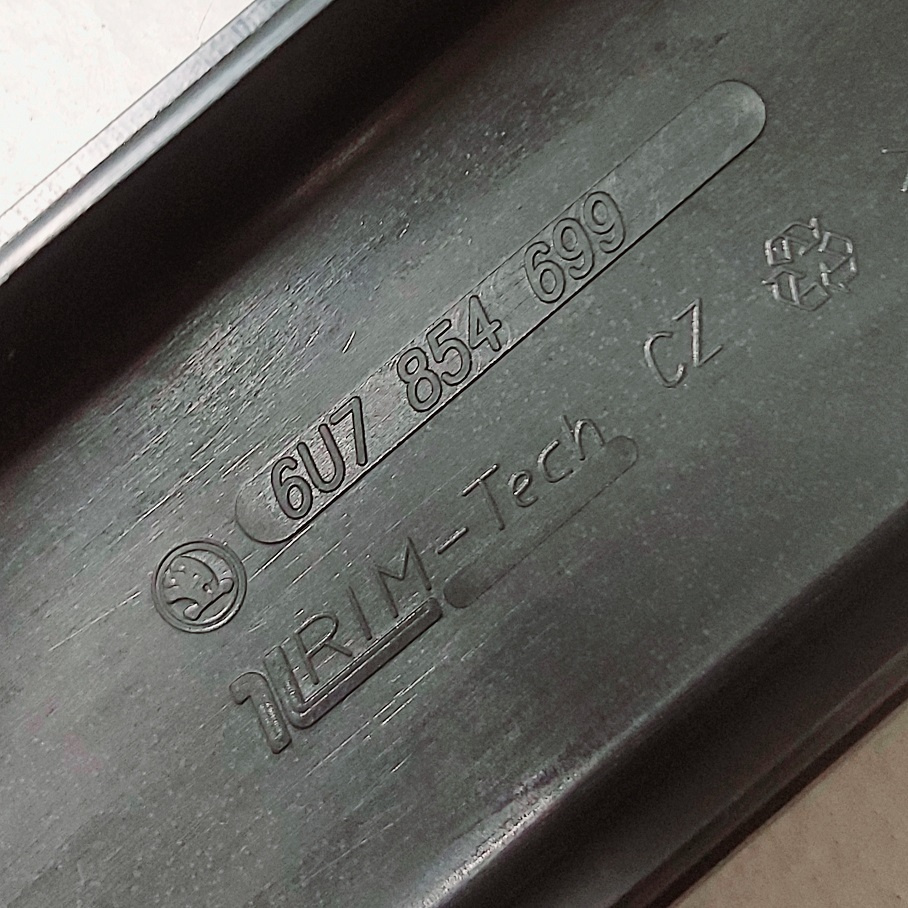 6U7 854 699
CZ
TRIM-Tech